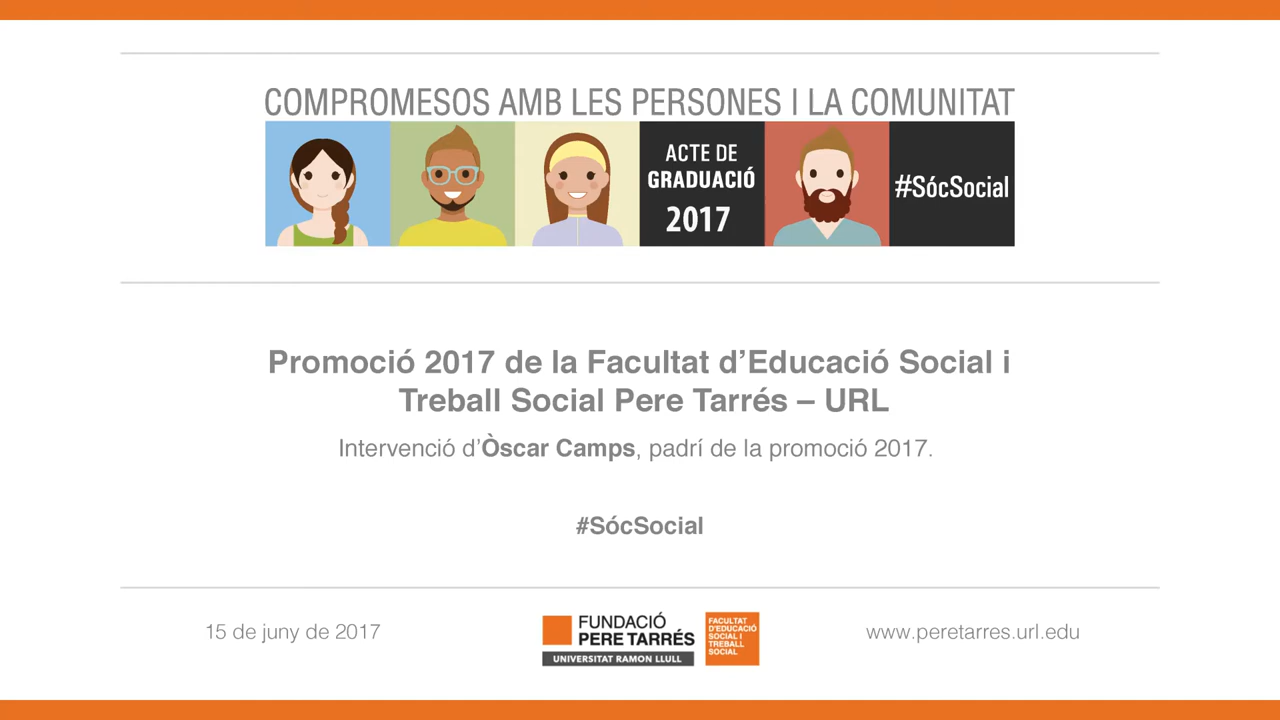 COMPROMESOS AMB LES PERSONES I LA COMUNITAT
ACTE DE
GRADUACIÓ
2017
#SócSocial
Promoció 2017 de la Facultat d’Educació Social i
Treball Social Pere Tarrés – URL
Intervenció d’Òscar Camps, padrí de la promoció 2017.
#SócSocial
15 de juny de 2017
FUNDACIÓ
PERE TARRÉS
UNIVERSITAT RAMON LLULL
FACULTAT
D'EDUCACIÓ
SOCIAL I
TREBALL
SOCIAL
www.peretarres.url.edu